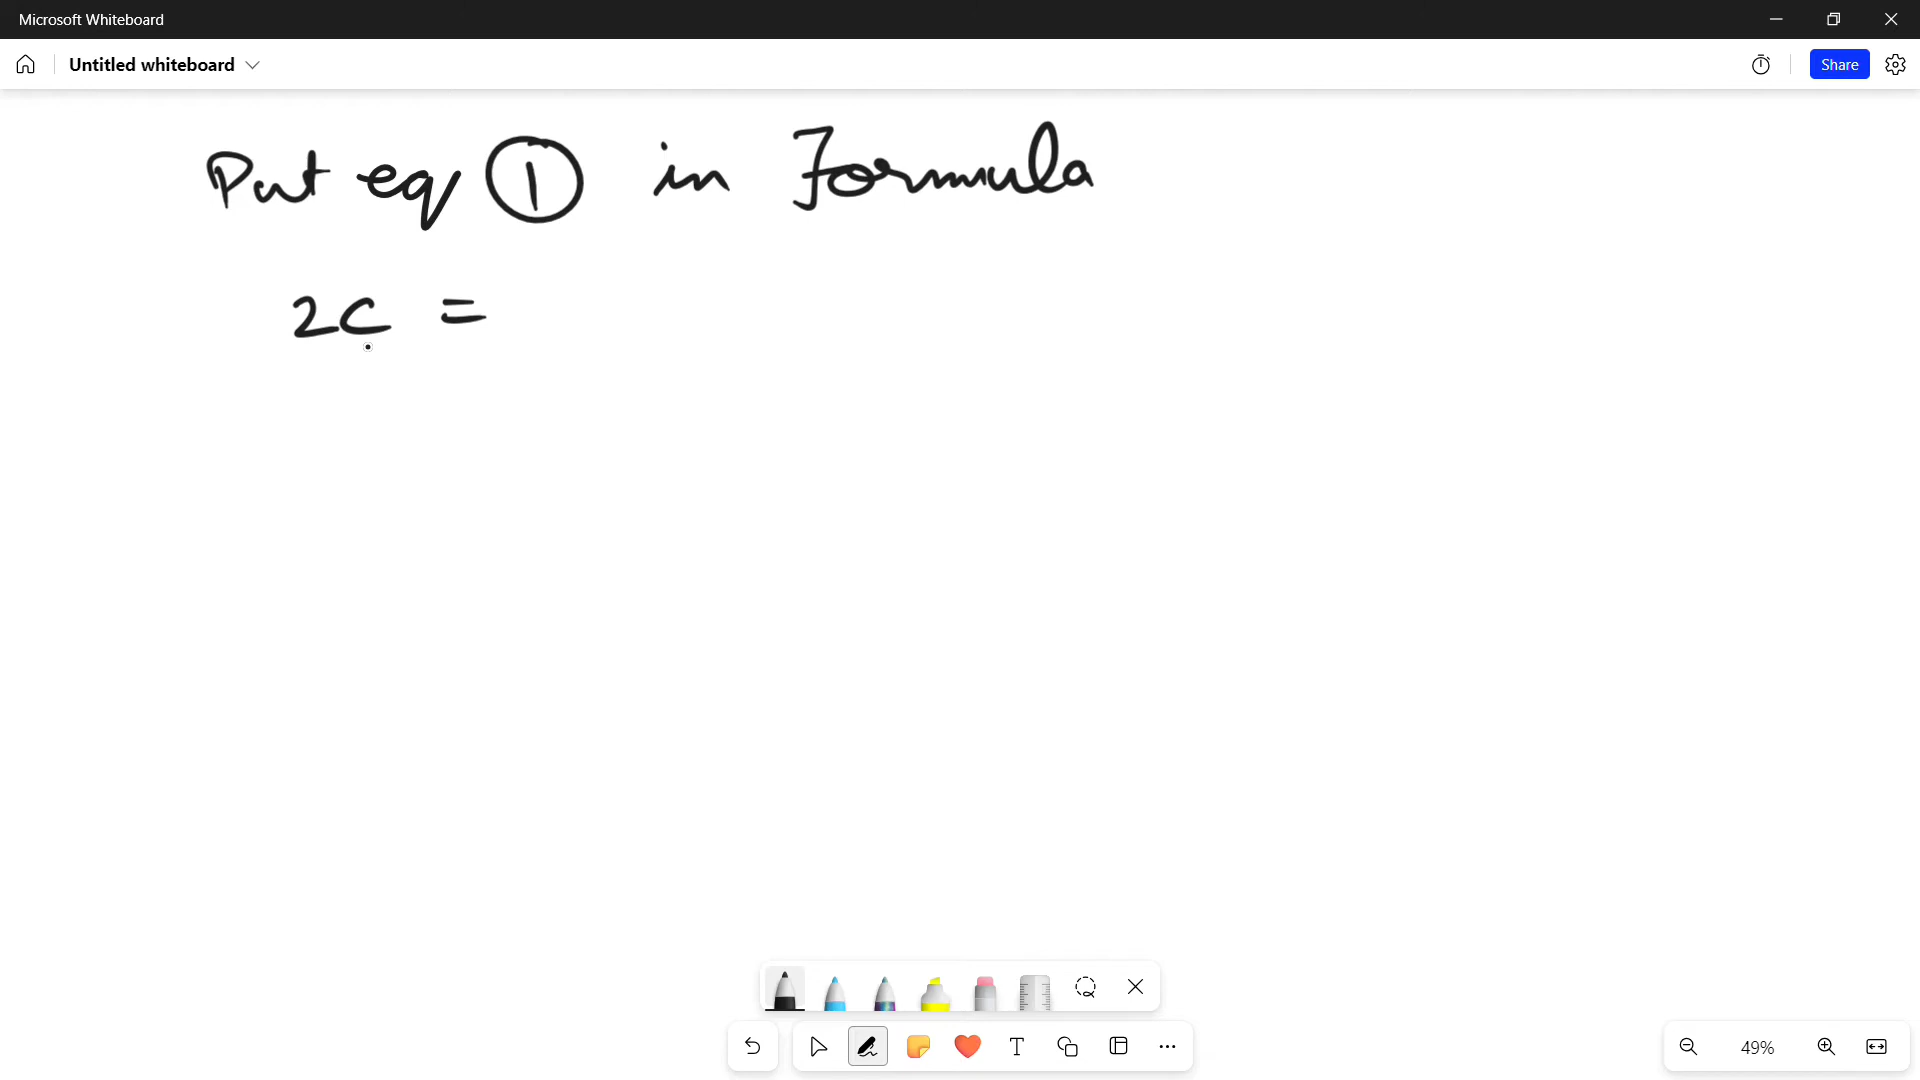 Microsoft Whiteboard
Untitled whiteboard
Share
Put eq ① in Formula
2C =
49%